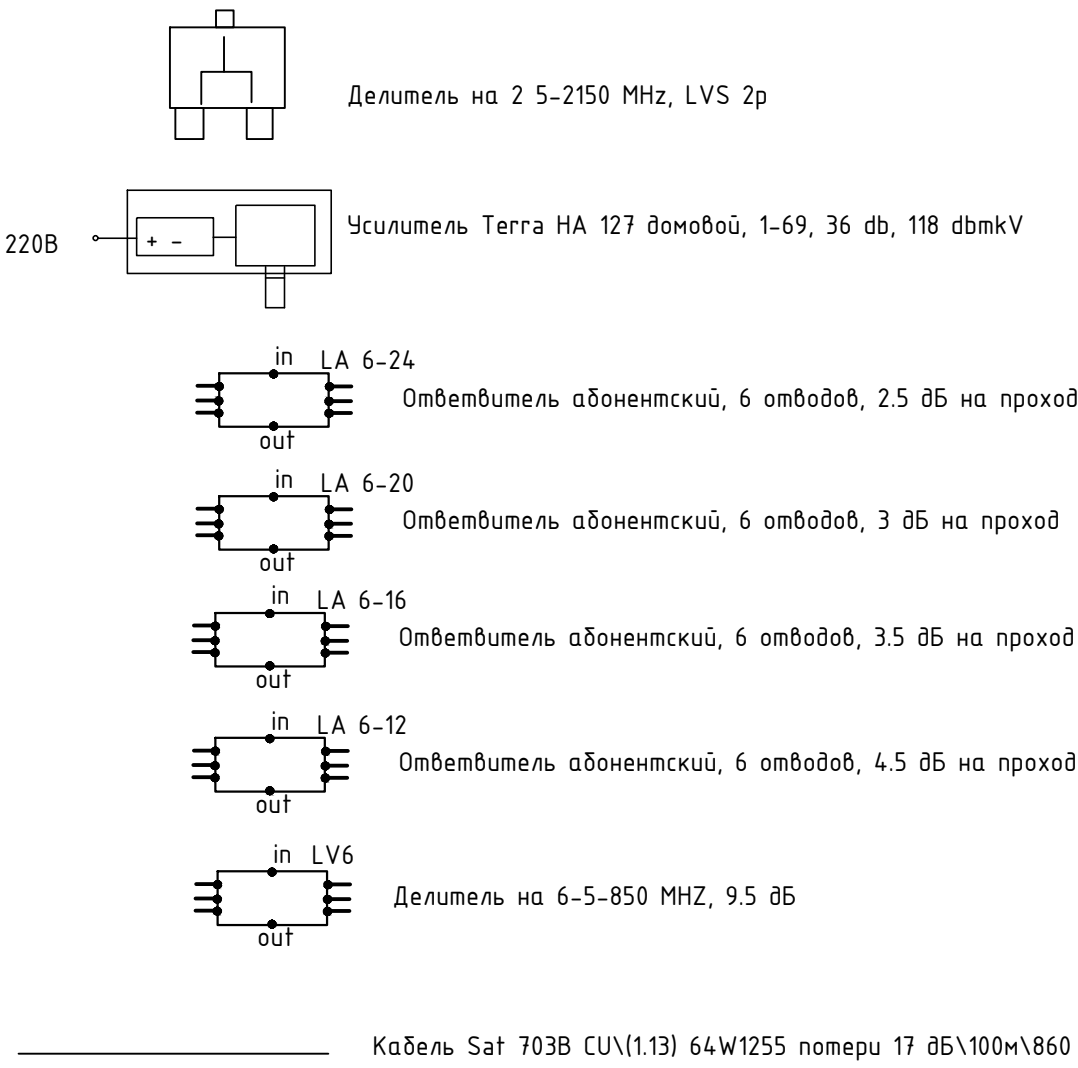 Делитель на 2 5-2150 MHz, LVS 2p
Усилитель Terra HA 127 домовой, 1-69, 36 db, 118 dbmkV
220В
+ -
in LA 6-24
Ответвитель абонентский, 6 отводов, 2.5 дБ на проход
out
in LA 6-20
Ответвитель абонентский, 6 отводов, 3 дБ на проход
out
in LA 6-16
Ответвитель абонентский, 6 отводов, 3.5 дБ на проход
out
in LA 6-12
Ответвитель абонентский, 6 отводов, 4.5 дБ на проход
out
in LV6
Делитель на 6-5-850 MHZ, 9.5 дБ
out
Кабель Sat 703B CU\(1.13) 64W1255 потери 17 дБ\100м\860